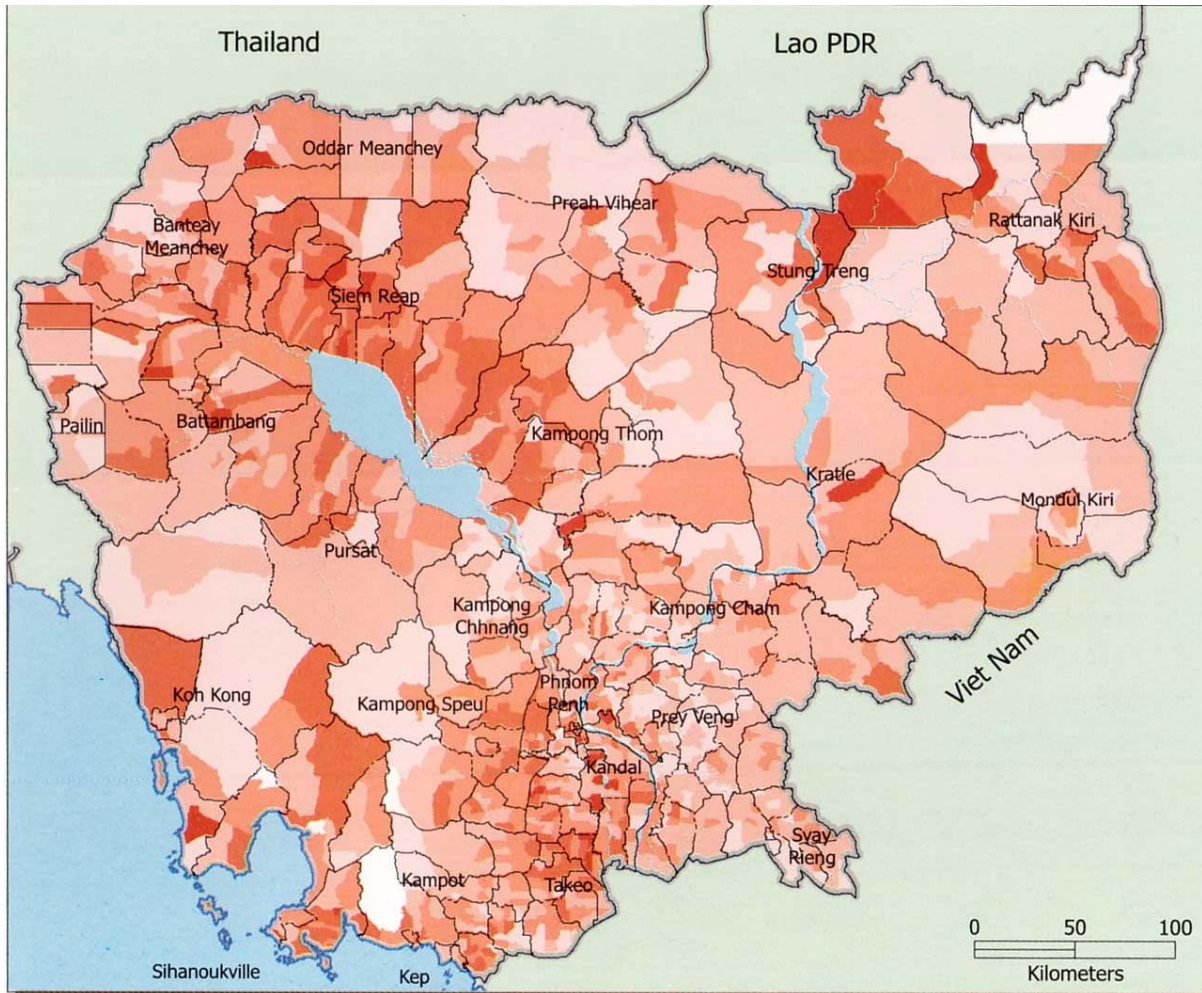 Thailand
Lao PDR
Oddar Meanchey
Preah Vihear
Rattanak Kiri
Banteay
Meanchey
Stung Treng
Siem Reap
Pailin
Battambang
Kampong Thom
Kratie
Mondul Kiri
Pursat
Kampong
Chhnang
Kampong Cham
Viet Nam
Koh Kong
Kampong Speu
Phnom
Penh
Prey Veng
Kandal
Svay
Rieng
Kampot
Takeo
0 50 100
Kilometers
Sihanoukville
Kep